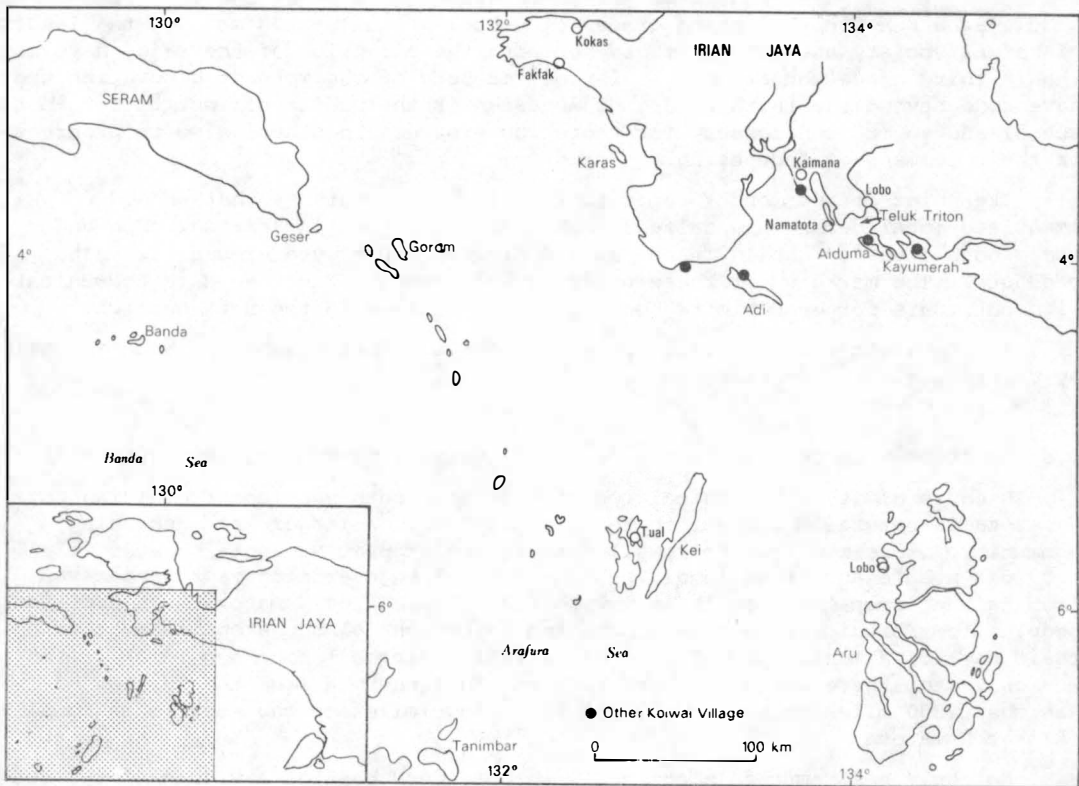 130°
132°
134°
Kokas
IRIAN JAYA
Fakfak
SERAM
Karas
Kaimana
Lobo
Namatota
Teluk Triton
Geser
Goram
4°
Aiduma
Kayumerah
4°
Adi
Banda
Banda Sea
130°
Tual
Kei
Lobo
IRIAN JAYA
6°
6°
Arafura Sea
Aru
Other Koiwai Village
0 100 km
Tanimbar
132°
134°